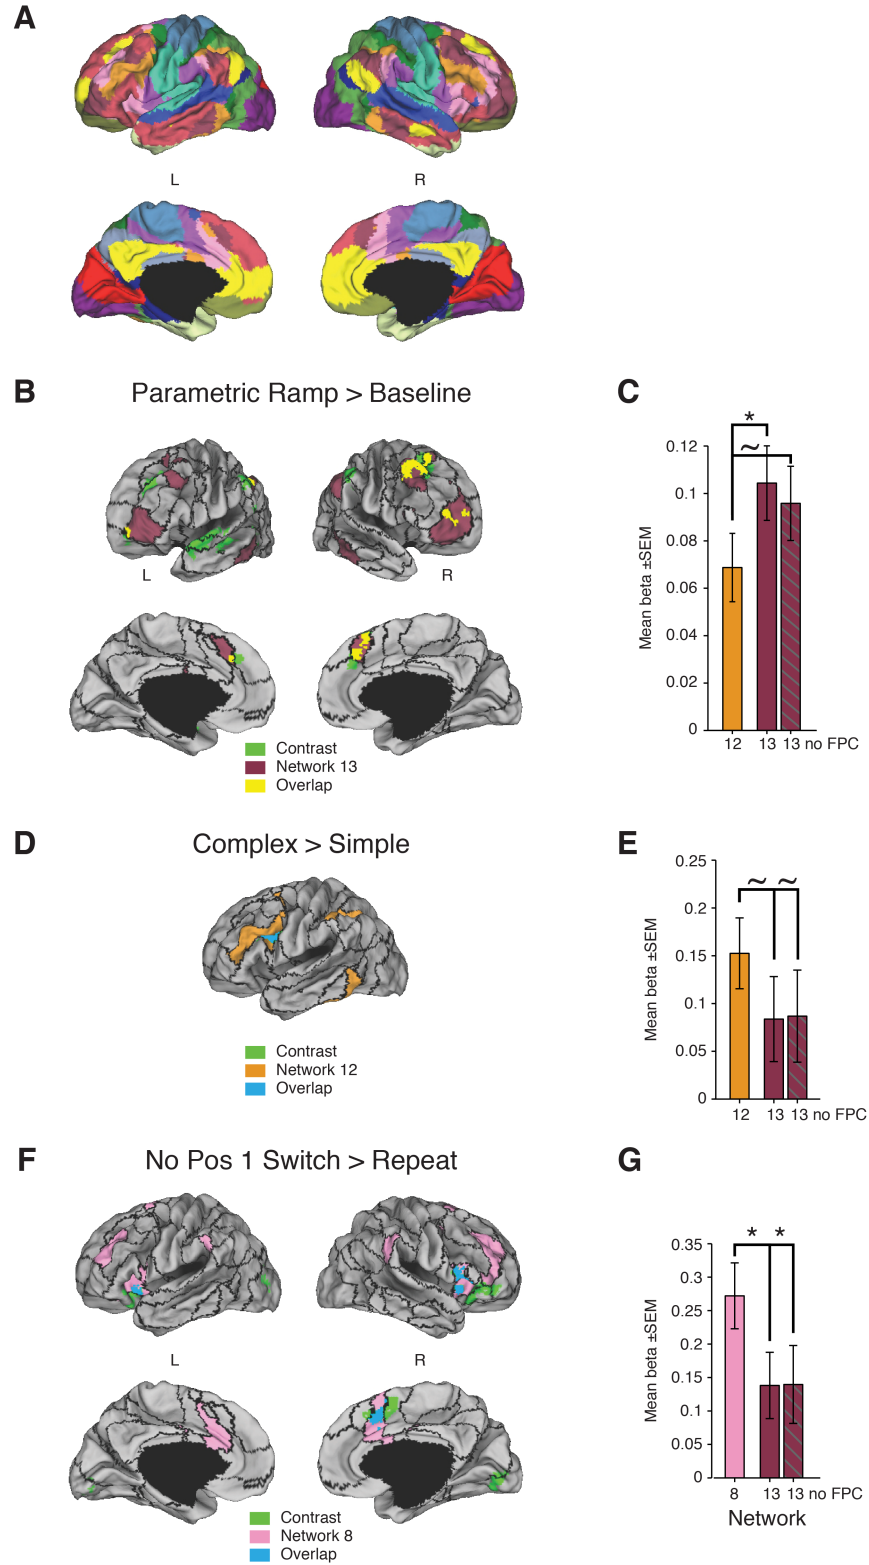 A
L R
B Parametric Ramp > Baseline
L R
Contrast
Network 13
Overlap
C
*
~
0.12
0.1
0.08
0.06
0.04
0.02
0
Mean beta ±SEM
12 13 13 no FPC
D Complex > Simple
Contrast
Network 12
Overlap
E
~ ~
0.25
0.2
0.15
0.1
0.05
0
Mean beta ±SEM
12 13 13 no FPC
F No Pos 1 Switch > Repeat
L R
Contrast
Network 8
Overlap
G
* *
0.35
0.3
0.25
0.2
0.15
0.1
0.05
0
Mean beta ±SEM
8 13 13 no FPC
Network